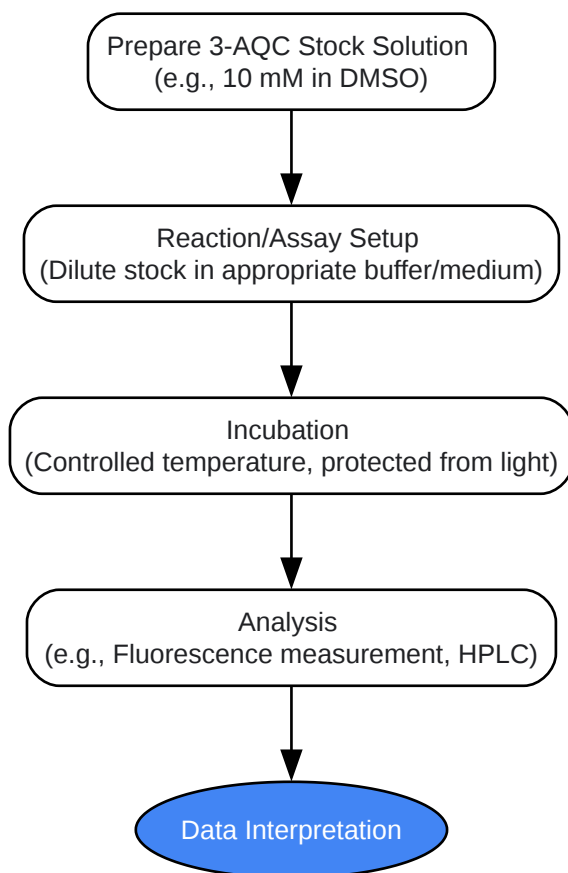 Prepare 3-AQC Stock Solution
(e.g., 10 mM in DMSO)
Reaction/Assay Setup
(Dilute stock in appropriate buffer/medium)
Incubation
(Controlled temperature, protected from light)
Analysis
(e.g., Fluorescence measurement, HPLC)
Data Interpretation